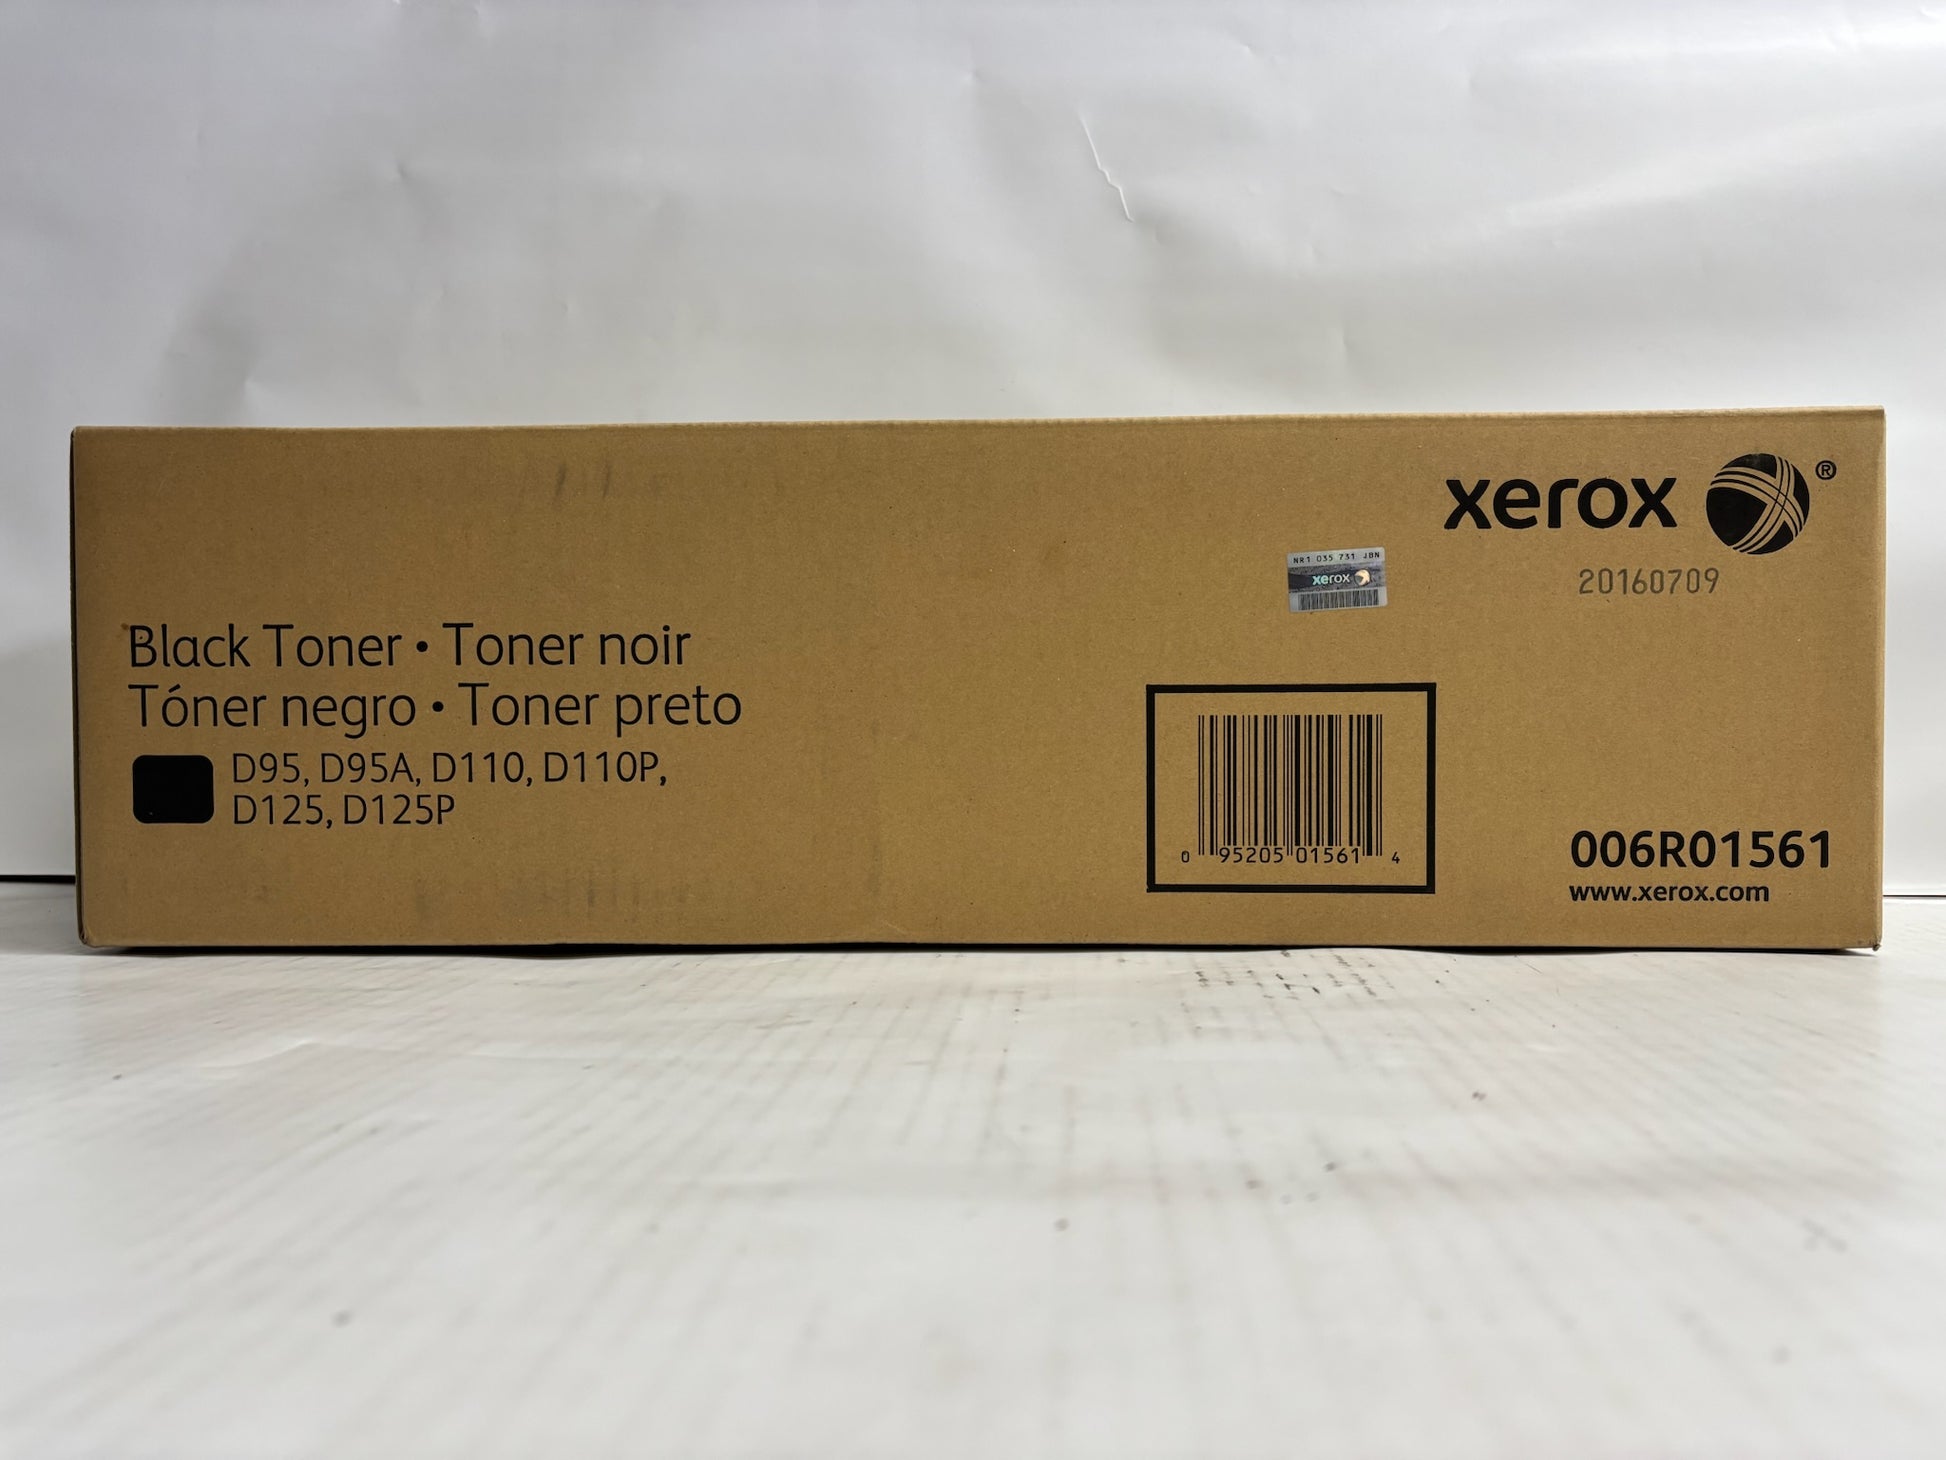 xerox ®
NR1 035 731 JBN
xerox
20160709
Black Toner • Toner noir
Tóner negro • Toner preto
D95, D95A, D110, D110P,
D125, D125P
0 95205 01561 4
006R01561
www.xerox.com